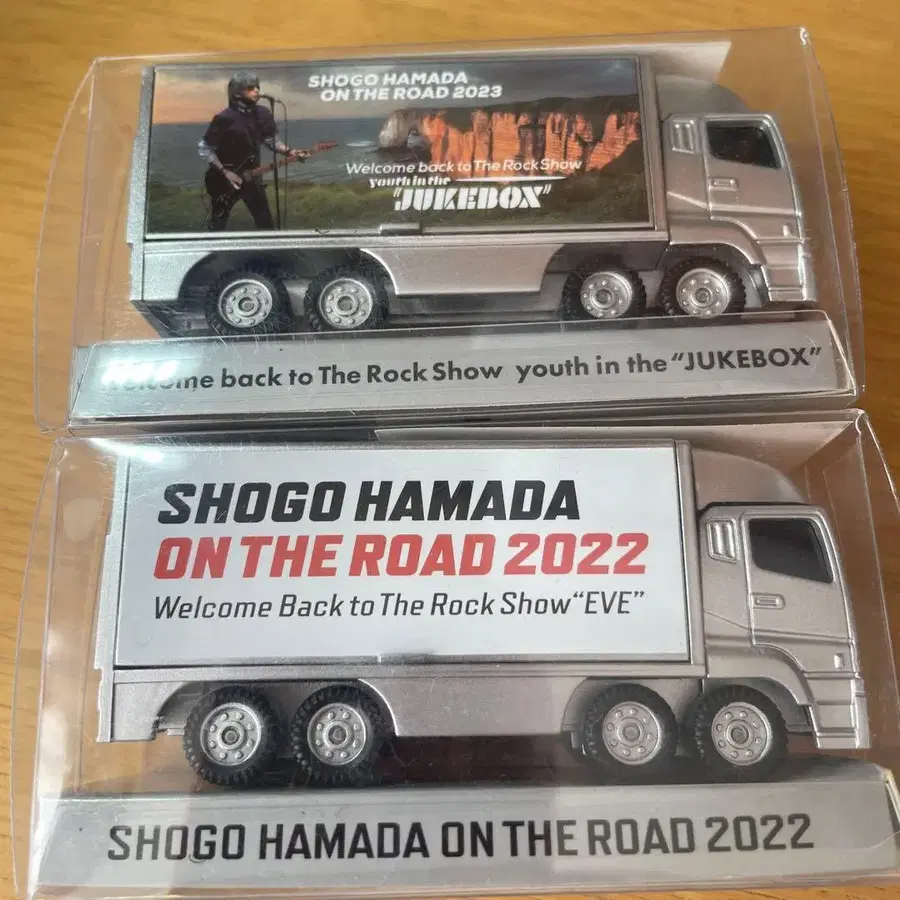 SHOGO HAMADA
ON THE ROAD 2023
Welcome back to The Rock Show
youth in the
"JUKEBOX"
Welcome back to The Rock Show youth in the "JUKEBOX"
SHOGO HAMADA
ON THE ROAD 2022
Welcome Back to The Rock Show "EVE"
SHOGO HAMADA ON THE ROAD 2022